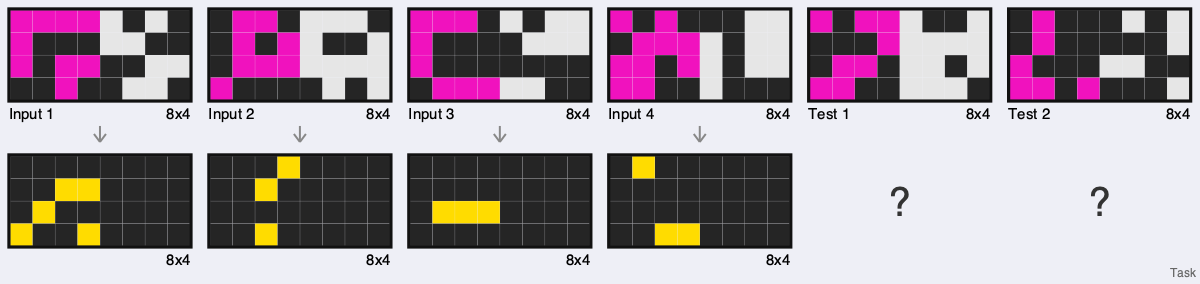 Input 1 8x4
Input 2 8x4
Input 3 8x4
Input 4 8x4
Test 1 8x4
Test 2 8x4
? ?
8x4
8x4
8x4
8x4
Task